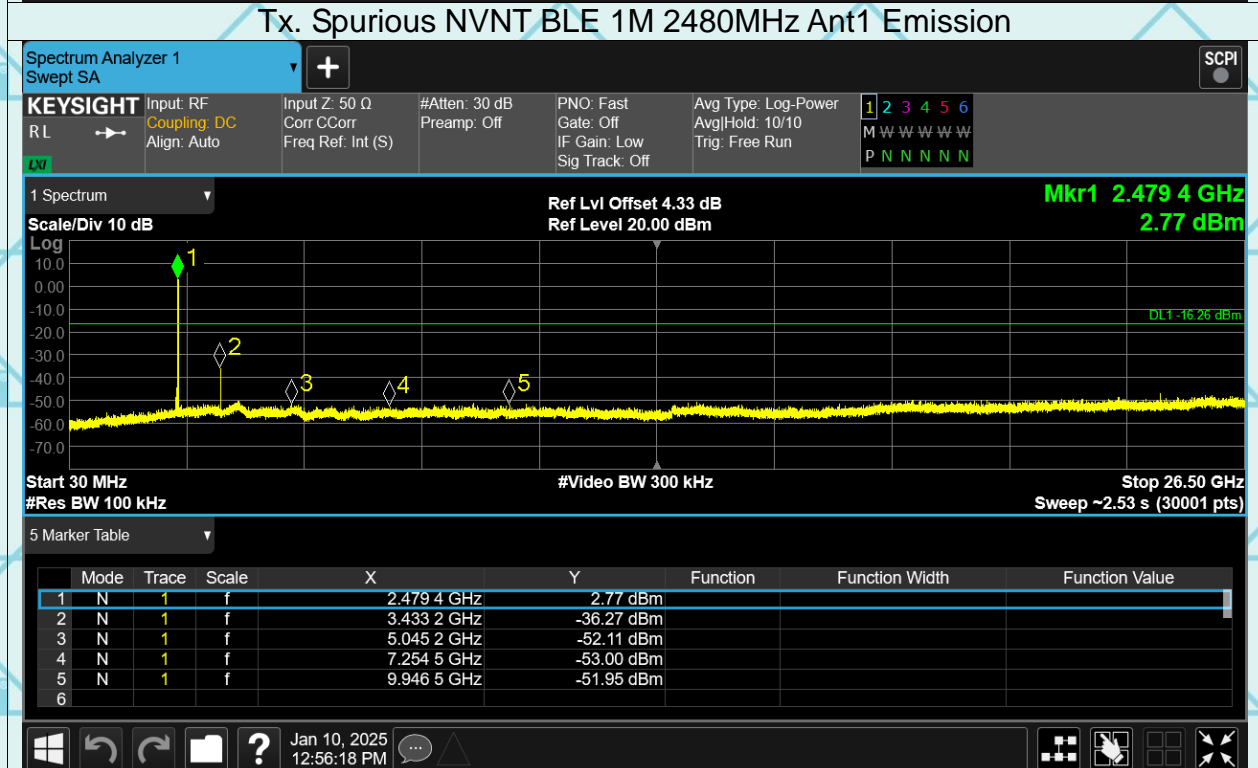 Tx. Spurious NVNT BLE 1M 2480MHz Ant1 Emission
Spectrum Analyzer 1
Swept SA
+
SCPI
KEYSIGHT
R L
LXI
Input: RF
Coupling: DC
Align: Auto
Input Z: 50 Ω
Corr CCorr
Freq Ref: Int (S)
#Atten: 30 dB
Preamp: Off
PNO: Fast
Gate: Off
IF Gain: Low
Sig Track: Off
Avg Type: Log-Power
Avg|Hold: 10/10
Trig: Free Run
1 2 3 4 5 6
M W W W W W
P N N N N N
1 Spectrum
Scale/Div 10 dB
Ref Lvl Offset 4.33 dB
Ref Level 20.00 dBm
Mkr1 2.479 4 GHz
2.77 dBm
Log
10.0
0.00
-10.0
-20.0
-30.0
-40.0
-50.0
-60.0
-70.0
1
2
3
4
5
DL1 -16.26 dBm
Start 30 MHz
#Video BW 300 kHz
Stop 26.50 GHz
#Res BW 100 kHz
Sweep ~2.53 s (30001 pts)
5 Marker Table
Mode Trace Scale X Y Function Function Width Function Value
1 N 1 f 2.479 4 GHz 2.77 dBm
2 N 1 f 3.433 2 GHz -36.27 dBm
3 N 1 f 5.045 2 GHz -52.11 dBm
4 N 1 f 7.254 5 GHz -53.00 dBm
5 N 1 f 9.946 5 GHz -51.95 dBm
6
?
Jan 10, 2025
12:56:18 PM